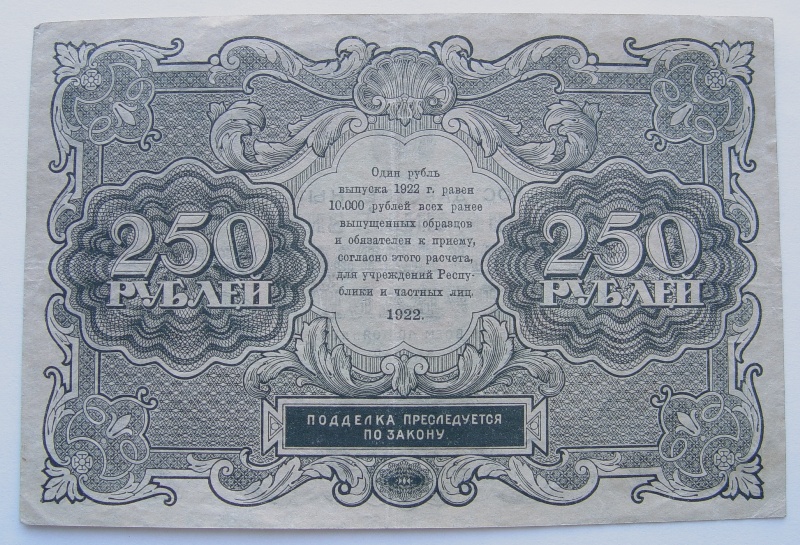 Один рубль
выпуска 1922 г. равен
10.000 рублей всех ранее
выпущенных образцов
и обязателен к приему,
согласно этого расчета,
для учреждений Респу-
блики и частных лиц.
1922.
250
РУБЛЕЙ
250
РУБЛЕЙ
ПОДДЕЛКА ПРЕСЛЕДУЕТСЯ
ПО ЗАКОНУ.